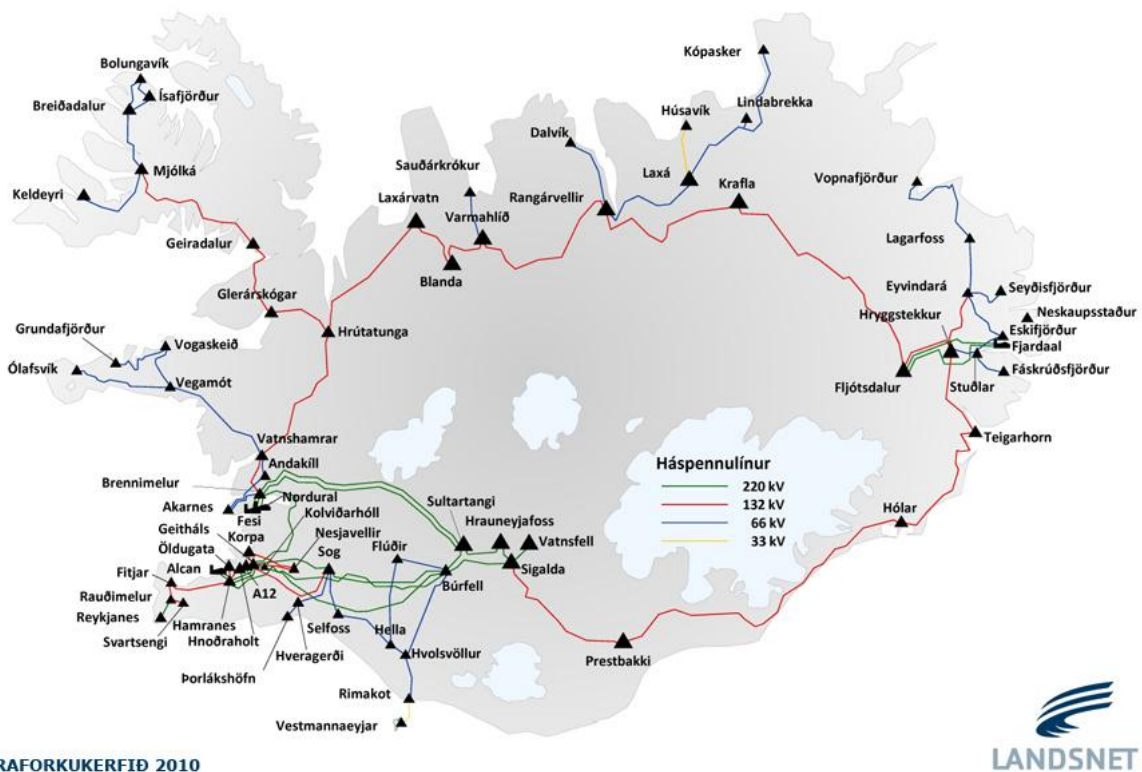 Bolungavík
Ísafjörður
Breiðadalur
Mjólká
Keldeyri
Geiradalur
Glerárskógar
Hrútatunga
Grundafjörður
Vogaskeið
Ólafsvík
Vegamót
Vatnshamrar
Andakíll
Brennimelur
Akarnes
Fesi
Nordural
Kolviðarhóll
Korpa
Geitháls
Nesjavellir
Öldugata
Sog
Alcan
Fitjar
A12
Rauðimelur
Reykjanes
Svartsengi
Hamranes
Hnoðraholt
Þorlákshöfn
Hveragerði
Selfoss
Flúðir
Hella
Hvolsvöllur
Rimakot
Vestmannaeyjar
Búrfell
Sultartangi
Hrauneyjafoss
Vatnsfell
Sigalda
Prestbakki
Hólar
Teigarhorn
Kópasker
Lindabrekka
Húsavík
Dalvík
Laxá
Krafla
Rangárvellir
Sauðárkrókur
Laxárvatn
Varmahlíð
Blanda
Vopnafjörður
Lagarfoss
Eyvindará
Seyðisfjörður
Hryggstekkur
Neskaupsstaður
Eskifjörður
Fjardaal
Fáskrúðsfjörður
Fljótsdalur
Stuðlar
Háspennulínur
220 kV
132 kV
66 kV
33 kV
RAFORKUKERFIÐ 2010
LANDSNET